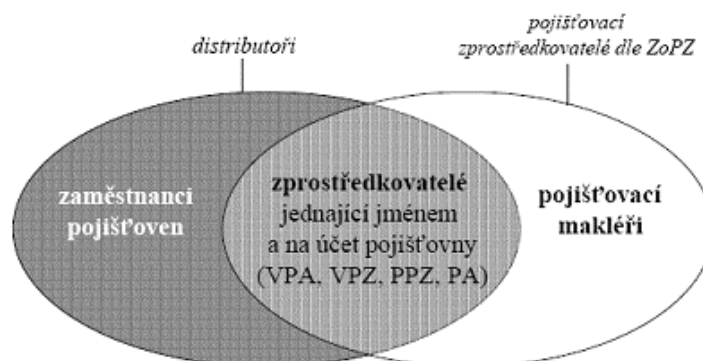 distributoři
pojišťovací
zprostředkovatelé dle ZoPZ
zaměstnanci
pojišťoven
zprostředkovatelé
jednající jménem
a na účet pojišťovny
(VPA, VPZ, PPZ, PA)
pojišťovací
makléři